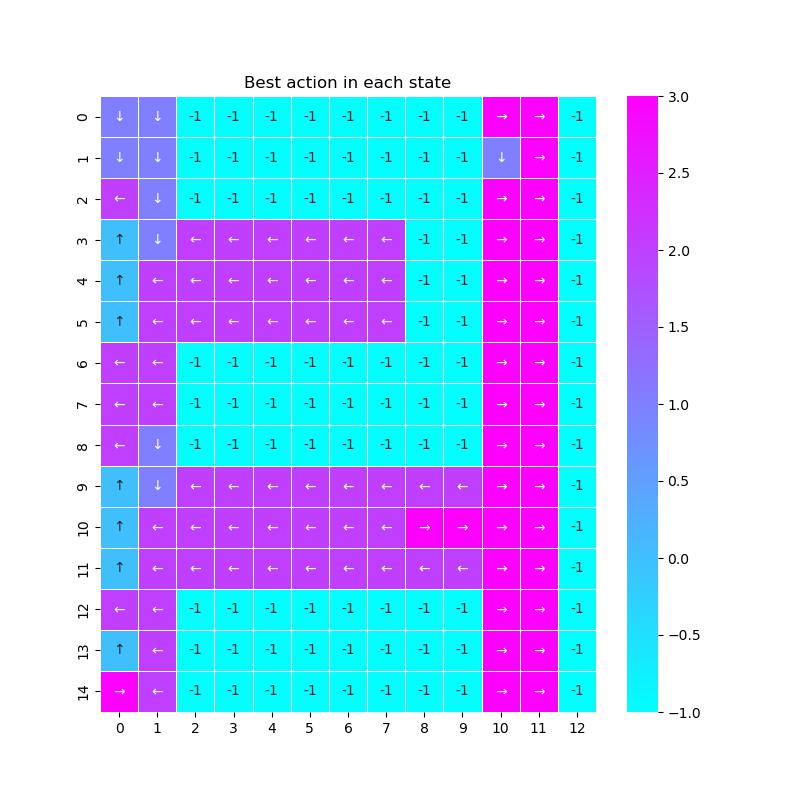 Best action in each state
0 ↓ ↓ -1 -1 -1 -1 -1 -1 -1 -1 → → -1
1 ↓ ↓ -1 -1 -1 -1 -1 -1 -1 -1 ↓ → -1
2 ← ↓ -1 -1 -1 -1 -1 -1 -1 -1 → → -1
3 ↑ ↓ ← ← ← ← ← ← -1 -1 → → -1
4 ↑ ← ← ← ← ← ← ← -1 -1 → → -1
5 ↑ ← ← ← ← ← ← ← -1 -1 → → -1
6 ← ← -1 -1 -1 -1 -1 -1 -1 -1 → → -1
7 ← ← -1 -1 -1 -1 -1 -1 -1 -1 → → -1
8 ← ↓ -1 -1 -1 -1 -1 -1 -1 -1 → → -1
9 ↑ ↓ ← ← ← ← ← ← ← ← → → -1
10 ↑ ← ← ← ← ← ← ← → → → → -1
11 ↑ ← ← ← ← ← ← ← ← ← → → -1
12 ← ← -1 -1 -1 -1 -1 -1 -1 -1 → → -1
13 ↑ ← -1 -1 -1 -1 -1 -1 -1 -1 → → -1
14 → ← -1 -1 -1 -1 -1 -1 -1 -1 → → -1
0 1 2 3 4 5 6 7 8 9 10 11 12
3.0
2.5
2.0
1.5
1.0
0.5
0.0
−0.5
−1.0